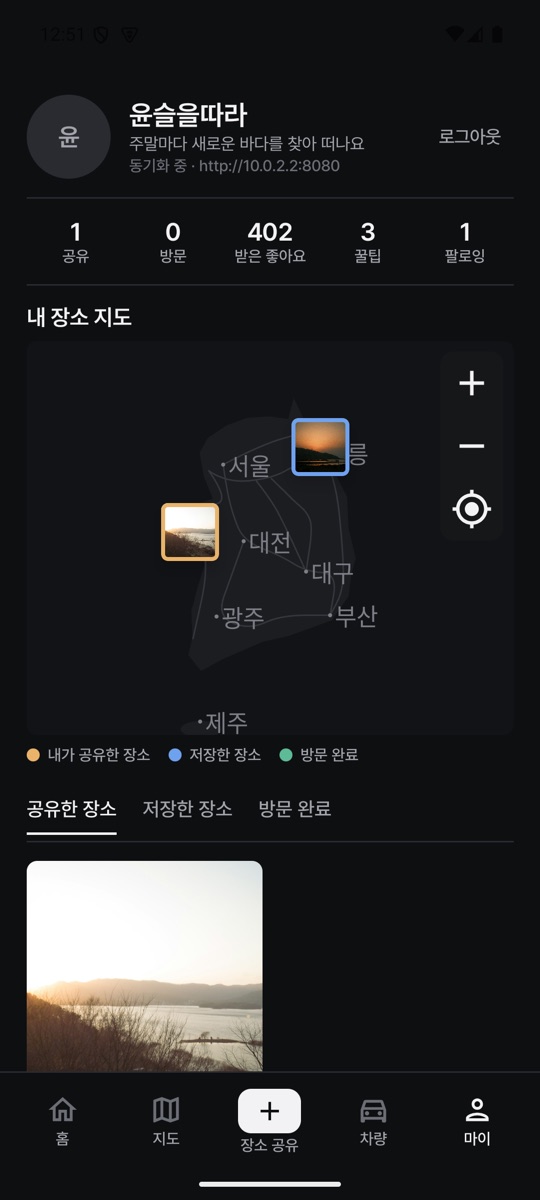 12:51
윤
윤슬을따라
주말마다 새로운 바다를 찾아 떠나요
동기화 중 · http://10.0.2.2:8080
로그아웃
1 0 402 3 1
공유 방문 받은 좋아요 꿀팁 팔로잉
내 장소 지도
서울
릉
대전
대구
광주
부산
제주
내가 공유한 장소 저장한 장소 방문 완료
공유한 장소 저장한 장소 방문 완료
홈 지도 장소 공유 차량 마이